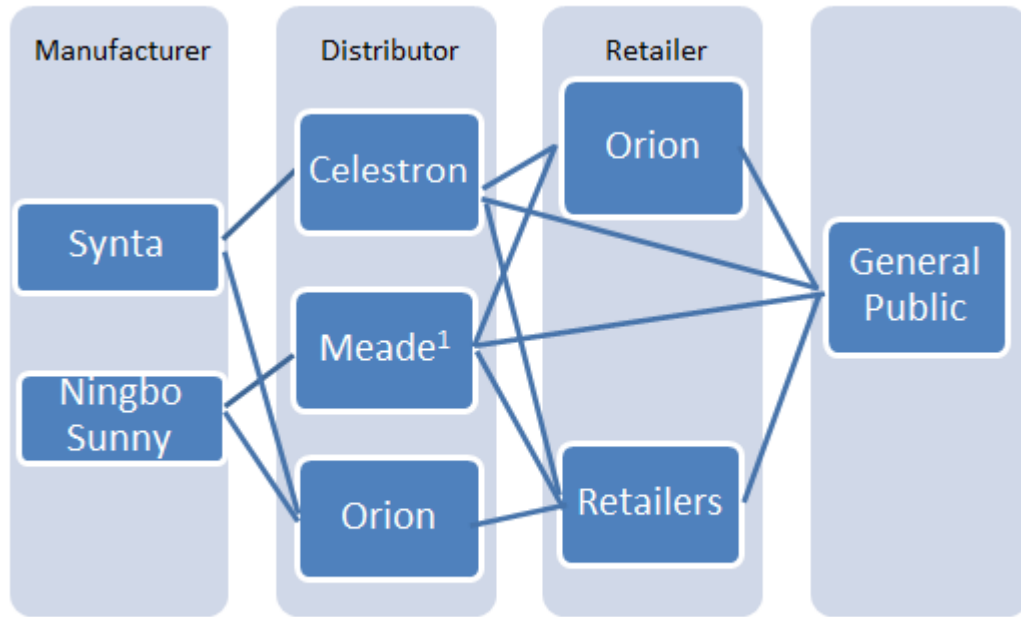 Manufacturer
Distributor
Retailer
Celestron
Orion
Synta
General
Public
Meade¹
Ningbo
Sunny
Orion
Retailers